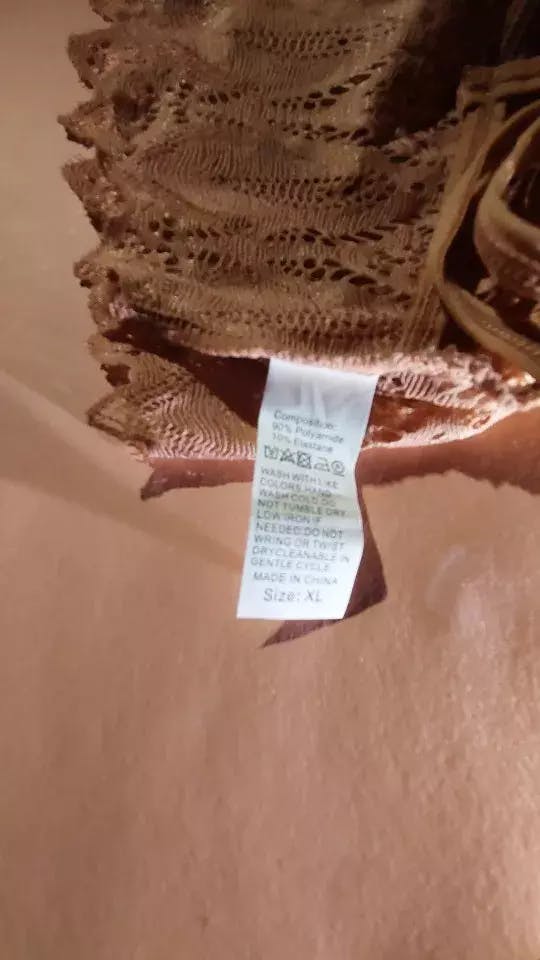 Composition:
90% Polyamide
10% Elastane
WASH WITH LIKE
COLORS HAND
WASH COLD.DO
NOT TUMBLE DRY
LOW IRON IF
NEEDED.DO NOT
WRING OR TWIST
DRYCLEANABLE IN
GENTLE CYCLE
MADE IN CHINA
Size: XL